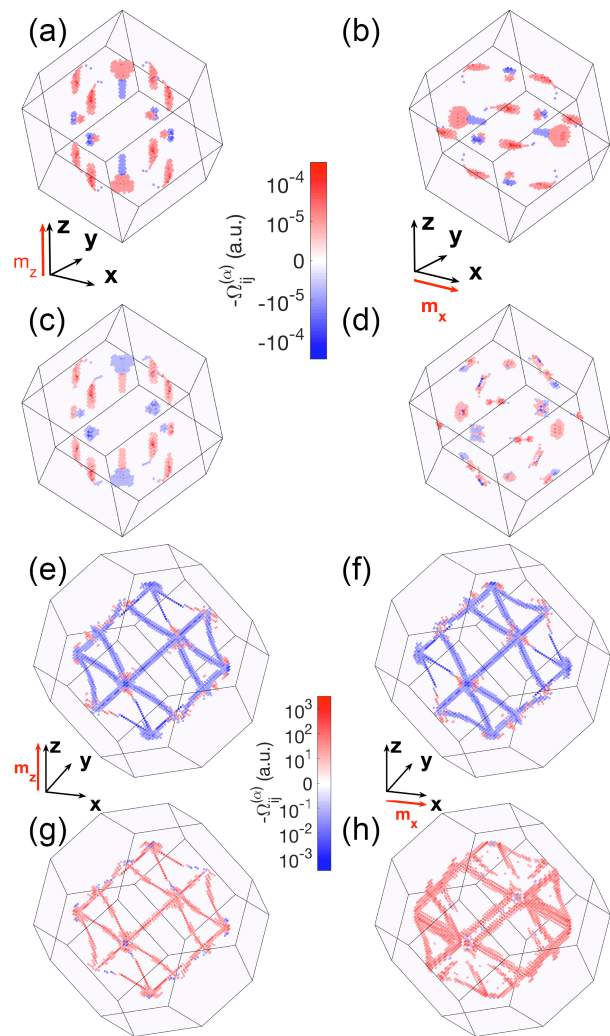 (a)
(b)
10^-4
10^-5
0
-10^-5
-10^-4
-Ω_ij^(α) (a.u.)
z
y
x
m_z
z
y
x
m_x
(c)
(d)
(e)
(f)
10^3
10^2
10^1
0
10^-1
10^-2
10^-3
-Ω_ij^(α) (a.u.)
z
y
x
m_z
z
y
x
m_x
(g)
(h)